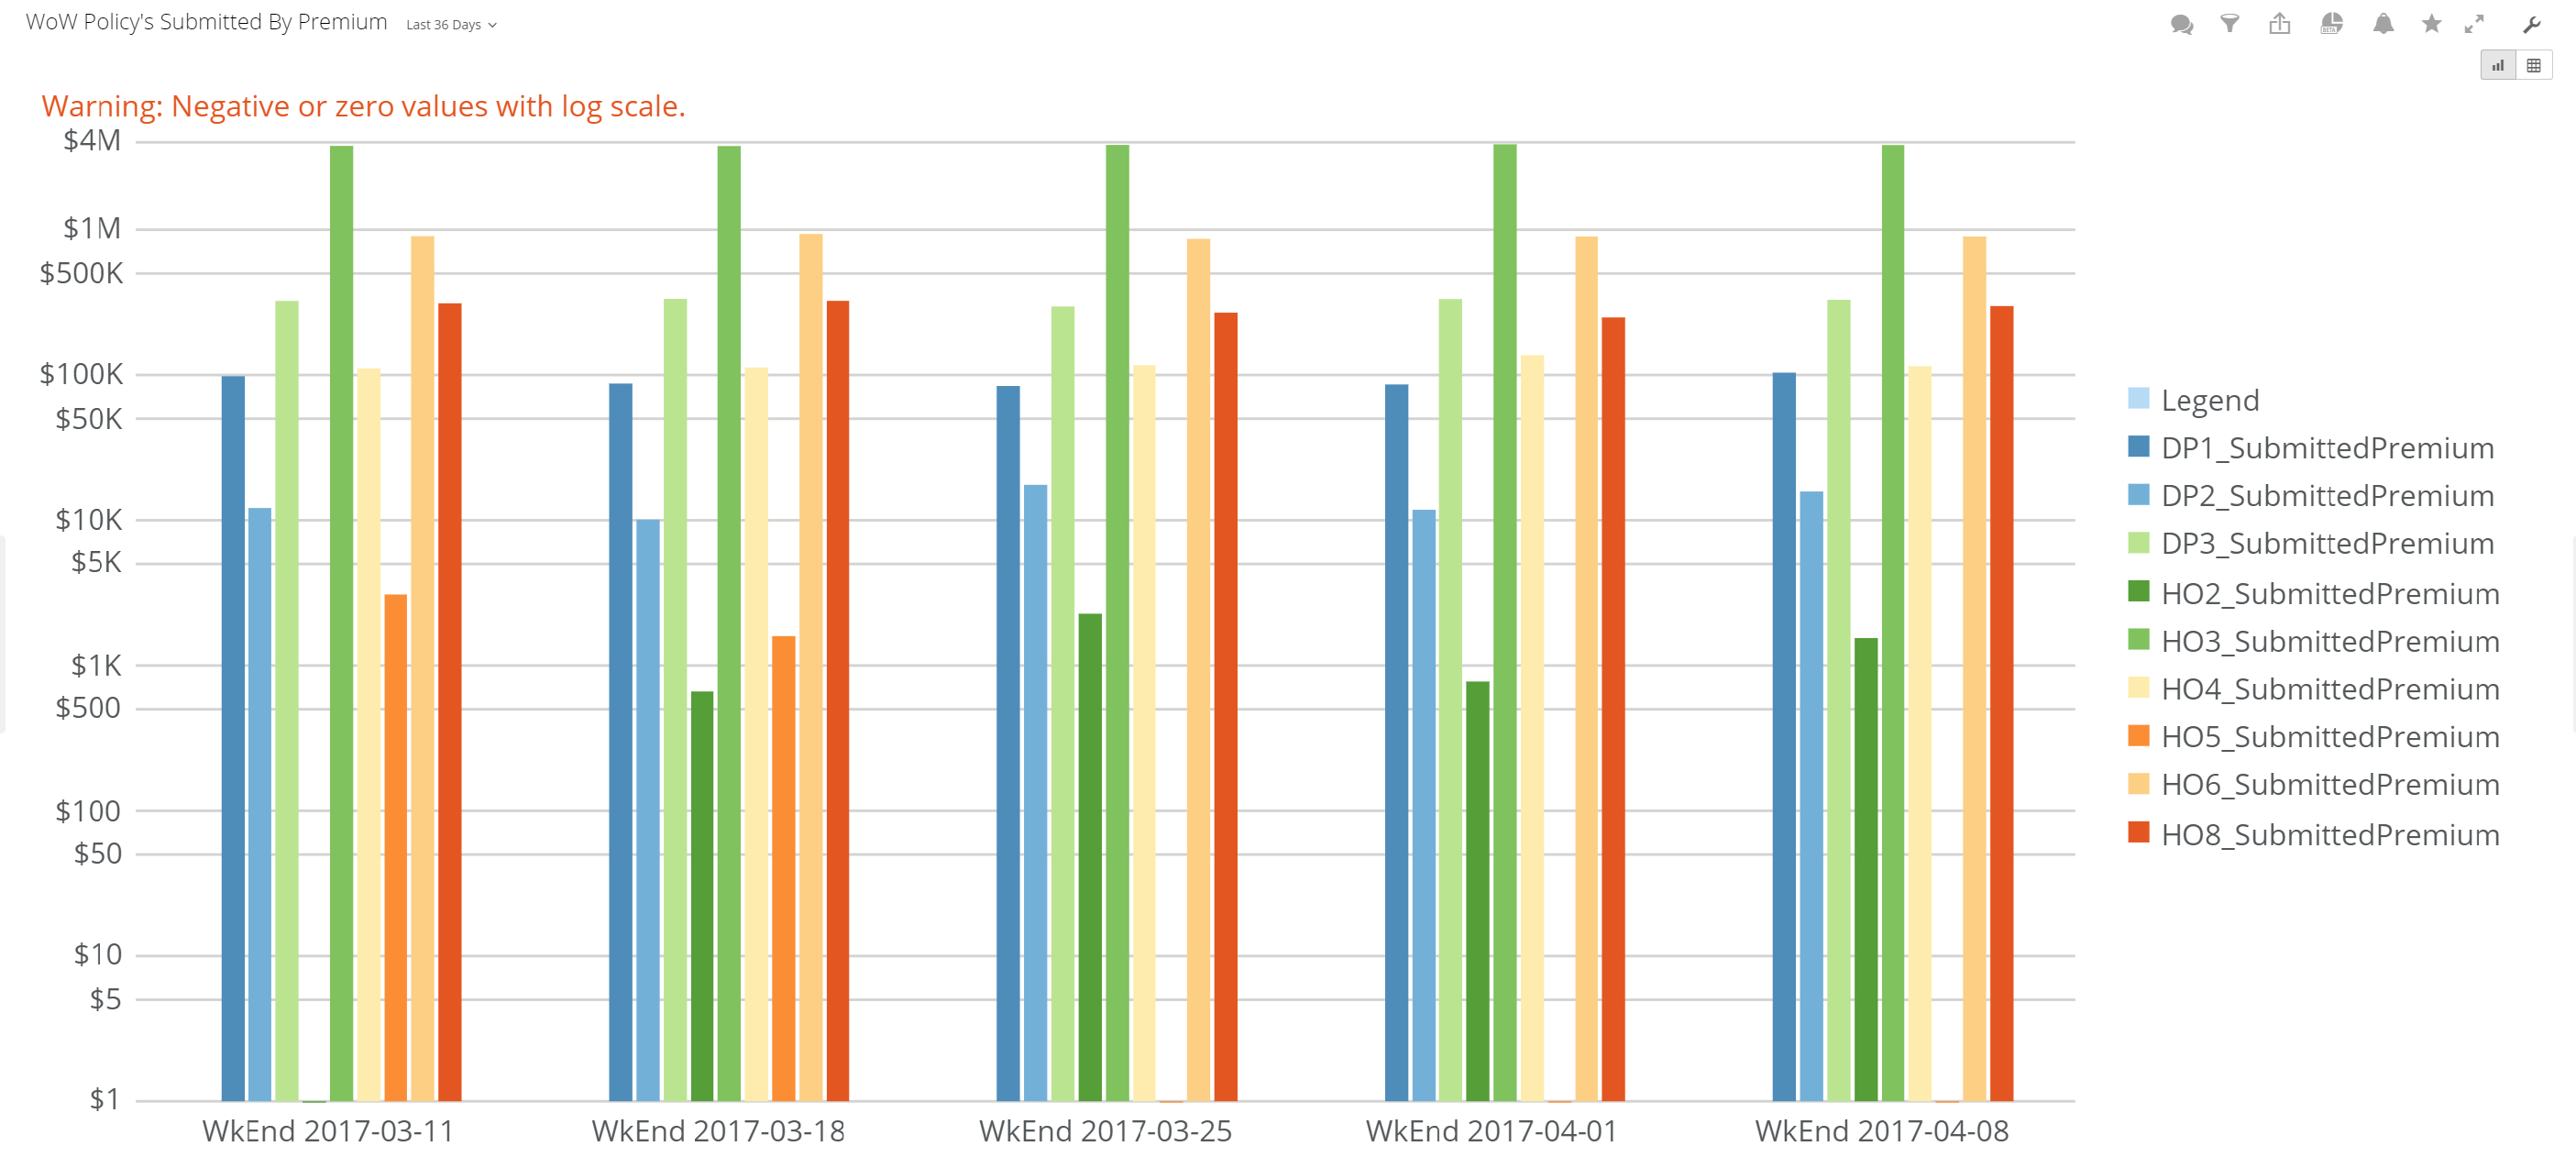 WoW Policy's Submitted By Premium Last 36 Days
BETA
Warning: Negative or zero values with log scale.
$4M
$1M
$500K
$100K
$50K
$10K
$5K
$1K
$500
$100
$50
$10
$5
$1
WkEnd 2017-03-11 WkEnd 2017-03-18 WkEnd 2017-03-25 WkEnd 2017-04-01 WkEnd 2017-04-08
Legend
DP1_SubmittedPremium
DP2_SubmittedPremium
DP3_SubmittedPremium
HO2_SubmittedPremium
HO3_SubmittedPremium
HO4_SubmittedPremium
HO5_SubmittedPremium
HO6_SubmittedPremium
HO8_SubmittedPremium